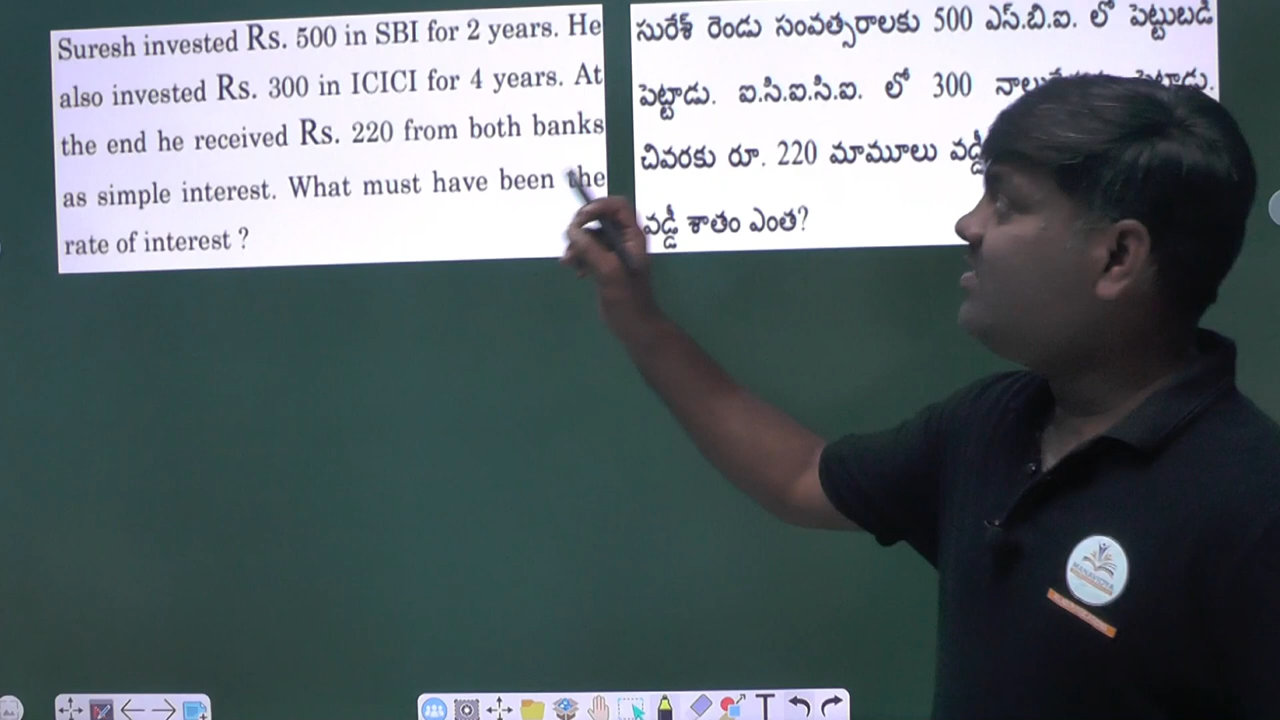 Suresh invested Rs. 500 in SBI for 2 years. He
also invested Rs. 300 in ICICI for 4 years. At
the end he received Rs. 220 from both banks
as simple interest. What must have been the
rate of interest ?
సురేశ్ రెండు సంవత్సరాలకు 500 ఎస్.బి.ఐ. లో పెట్టుబడి
పెట్టాడు. ఐ.సి.ఐ.సి.ఐ. లో 300 పెట్టాడు.
చివరకు రూ. 220 మామూలు వడ్డీ
వడ్డీ శాతం ఎంత?